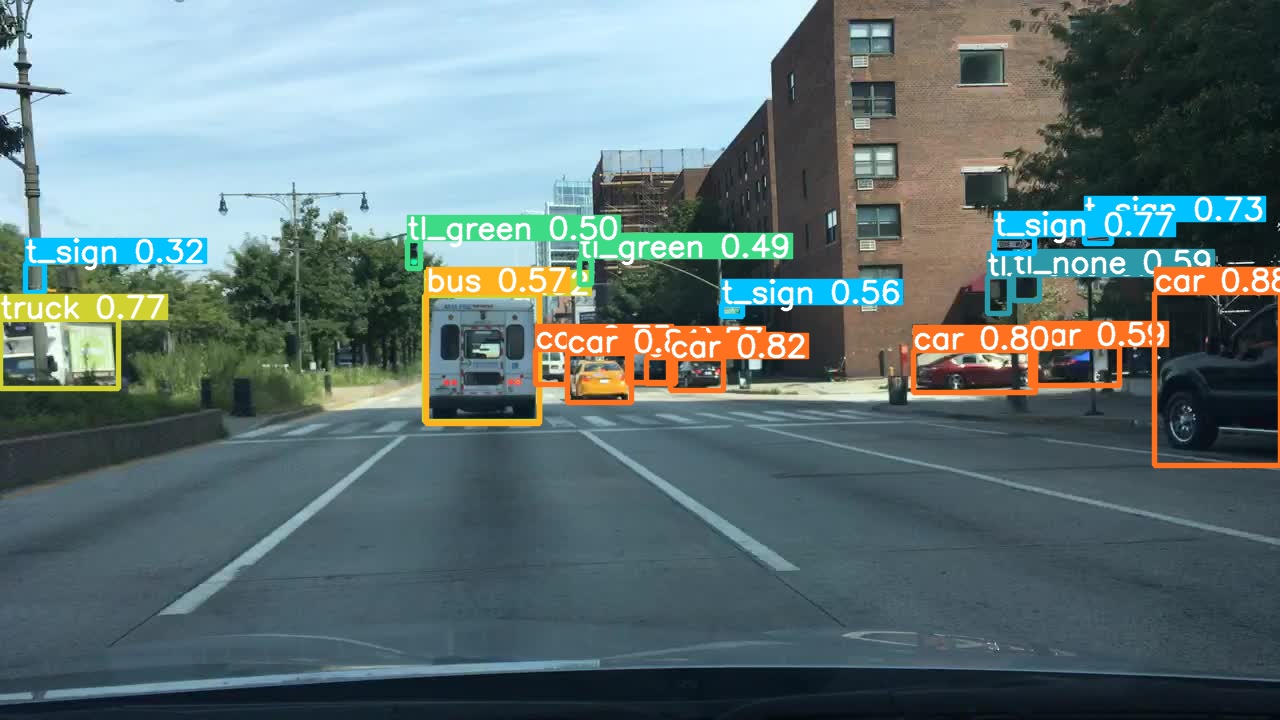 tl_green 0.50
t_sign 0.73
t_sign 0.77
t_sign 0.32
tl_green 0.49
tl_none 0.59
bus 0.57
t_sign 0.56
car 0.88
truck 0.77
car 0.82
car 0.80
ar 0.59